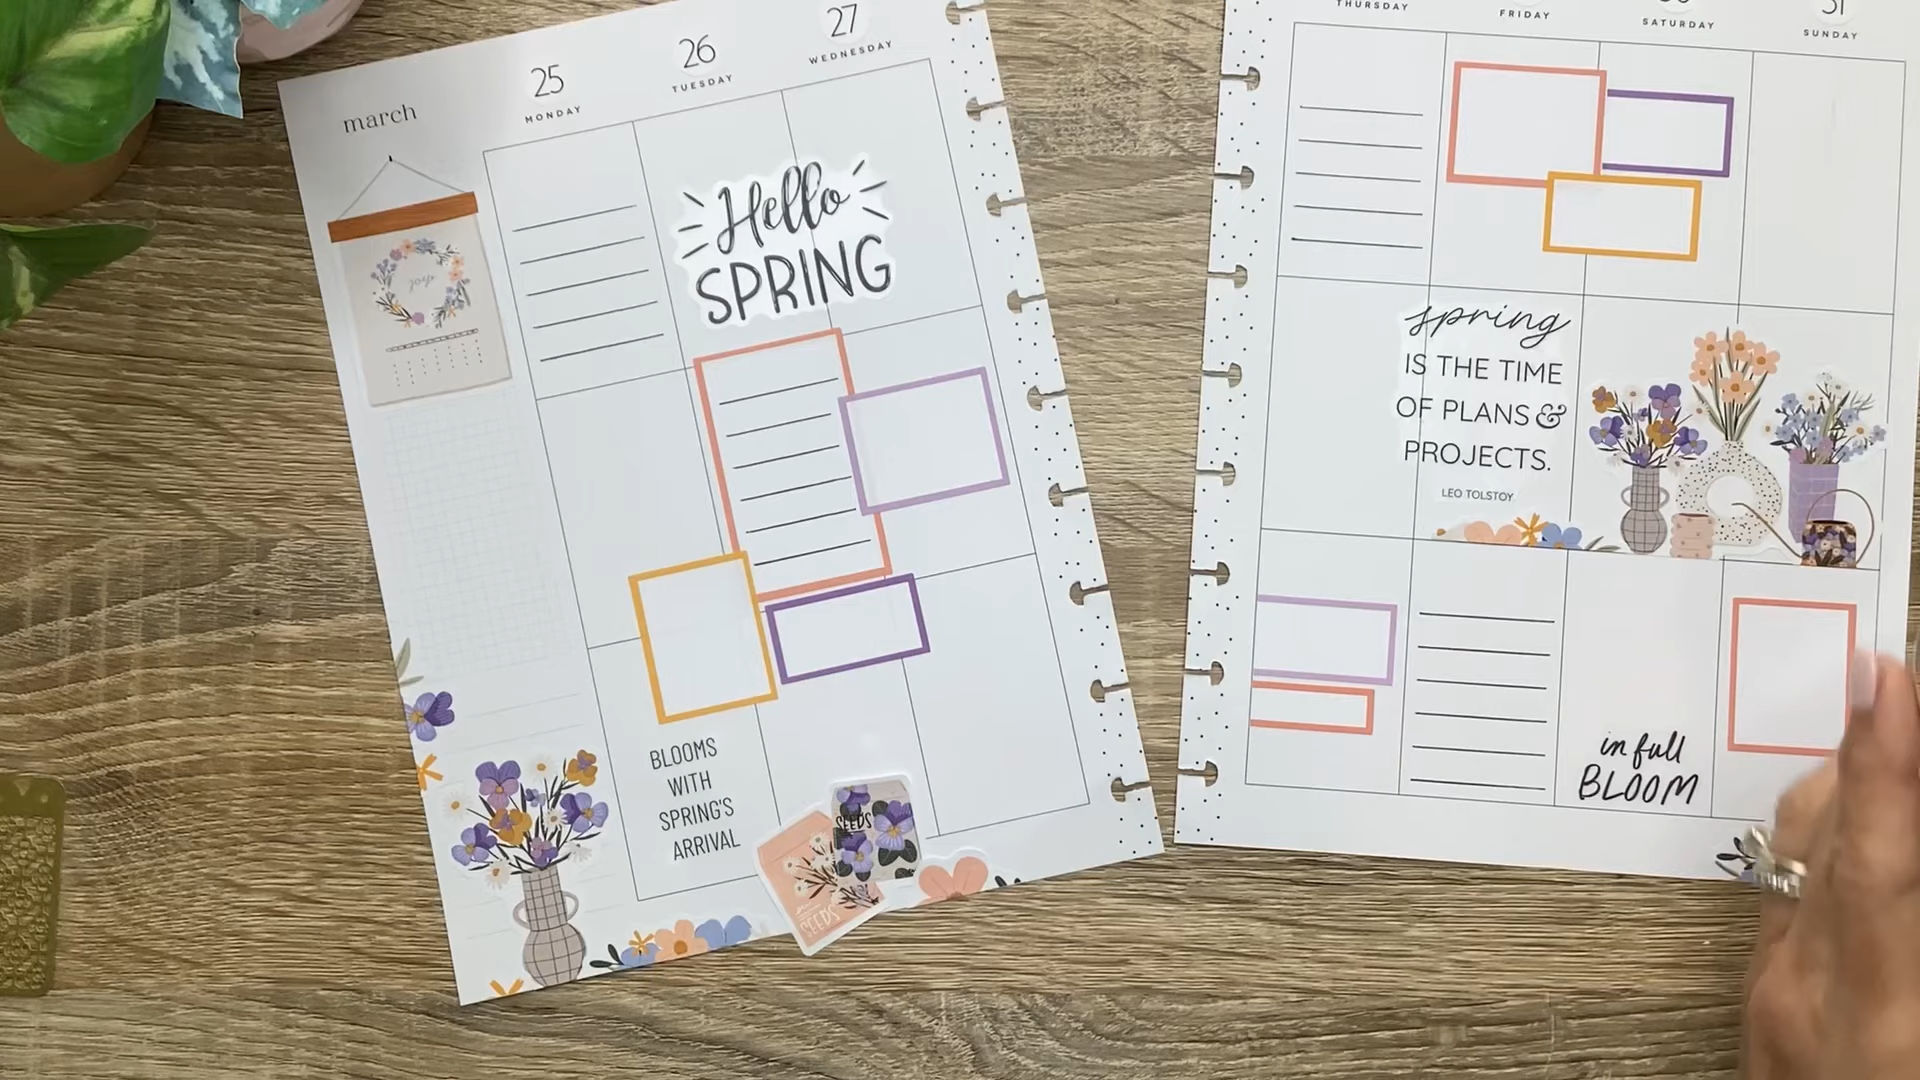 march
25
MONDAY
26
TUESDAY
27
WEDNESDAY
Hello
SPRING
BLOOMS
WITH
SPRING'S
ARRIVAL
SEEDS
SEEDS
THURSDAY
FRIDAY
SATURDAY
31
SUNDAY
spring
IS THE TIME
OF PLANS &
PROJECTS.
LEO TOLSTOY
in full
BLOOM